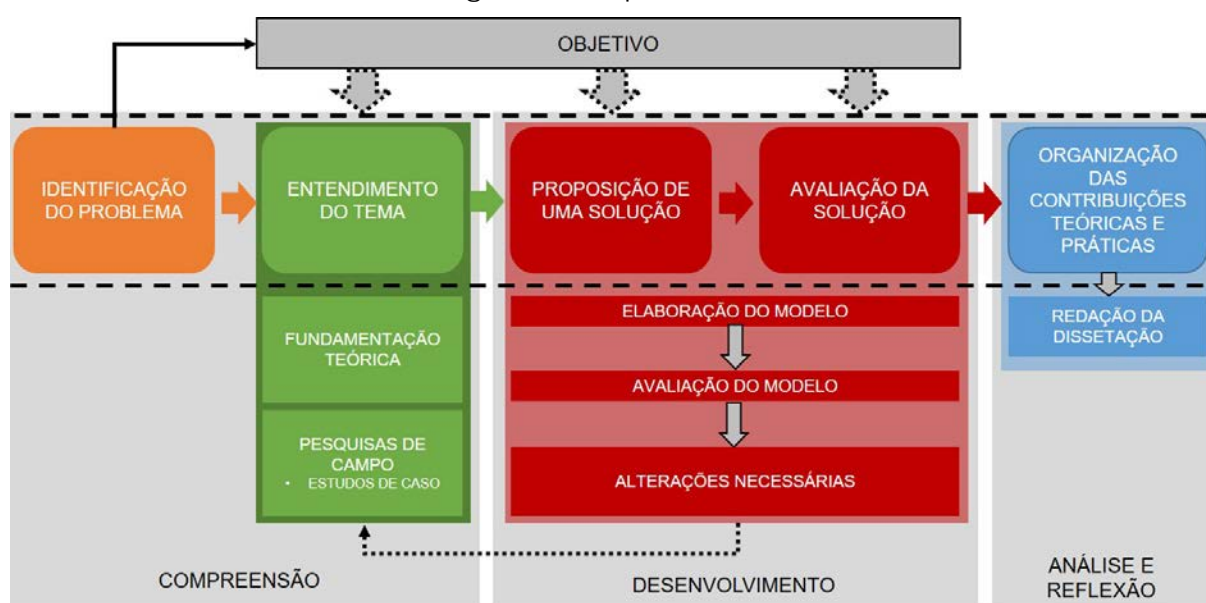 OBJETIVO
IDENTIFICAÇÃO
DO PROBLEMA
ENTENDIMENTO
DO TEMA
PROPOSIÇÃO DE
UMA SOLUÇÃO
AVALIAÇÃO DA
SOLUÇÃO
ORGANIZAÇÃO
DAS
CONTRIBUIÇÕES
TEÓRICAS E
PRÁTICAS
FUNDAMENTAÇÃO
TEÓRICA
PESQUISAS DE
CAMPO
• ESTUDOS DE CASO
ELABORAÇÃO DO MODELO
AVALIAÇÃO DO MODELO
ALTERAÇÕES NECESSÁRIAS
REDAÇÃO DA
DISSETAÇÃO
COMPREENSÃO
DESENVOLVIMENTO
ANÁLISE E
REFLEXÃO